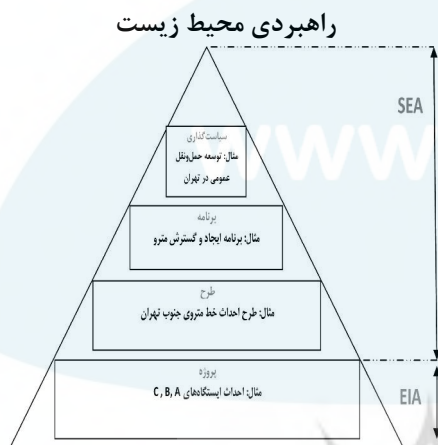 راهبردی محیط زیست
SEA
www
سیاست‌گذاری
مثال: توسعه حمل‌ونقل
عمومی در تهران
برنامه
مثال: برنامه ایجاد و گسترش مترو
طرح
مثال: طرح احداث خط متروی جنوب تهران
پروژه
مثال: احداث ایستگاه‌های C , B, A
EIA